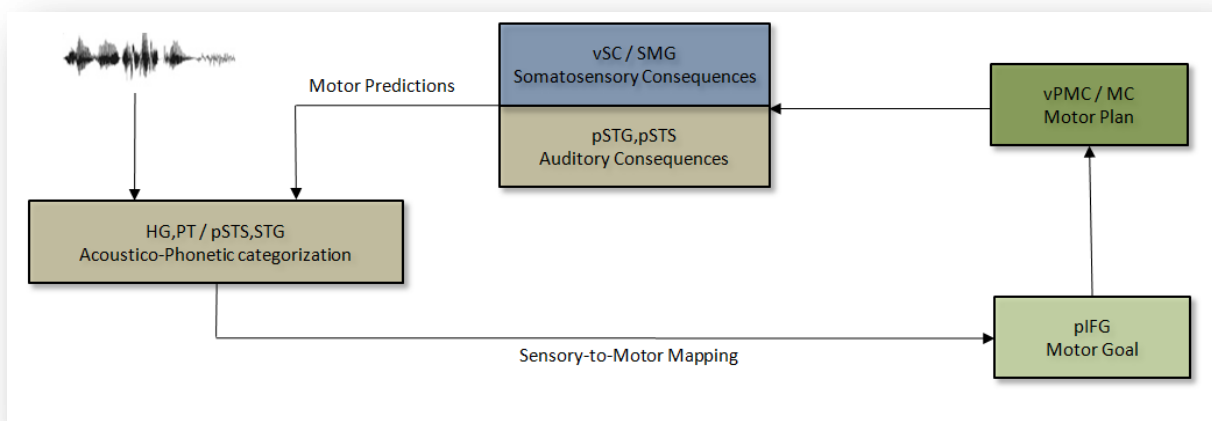 vSC / SMG
Somatosensory Consequences
Motor Predictions
vPMC / MC
Motor Plan
pSTG,pSTS
Auditory Consequences
HG,PT / pSTS,STG
Acoustico-Phonetic categorization
pIFG
Motor Goal
Sensory-to-Motor Mapping